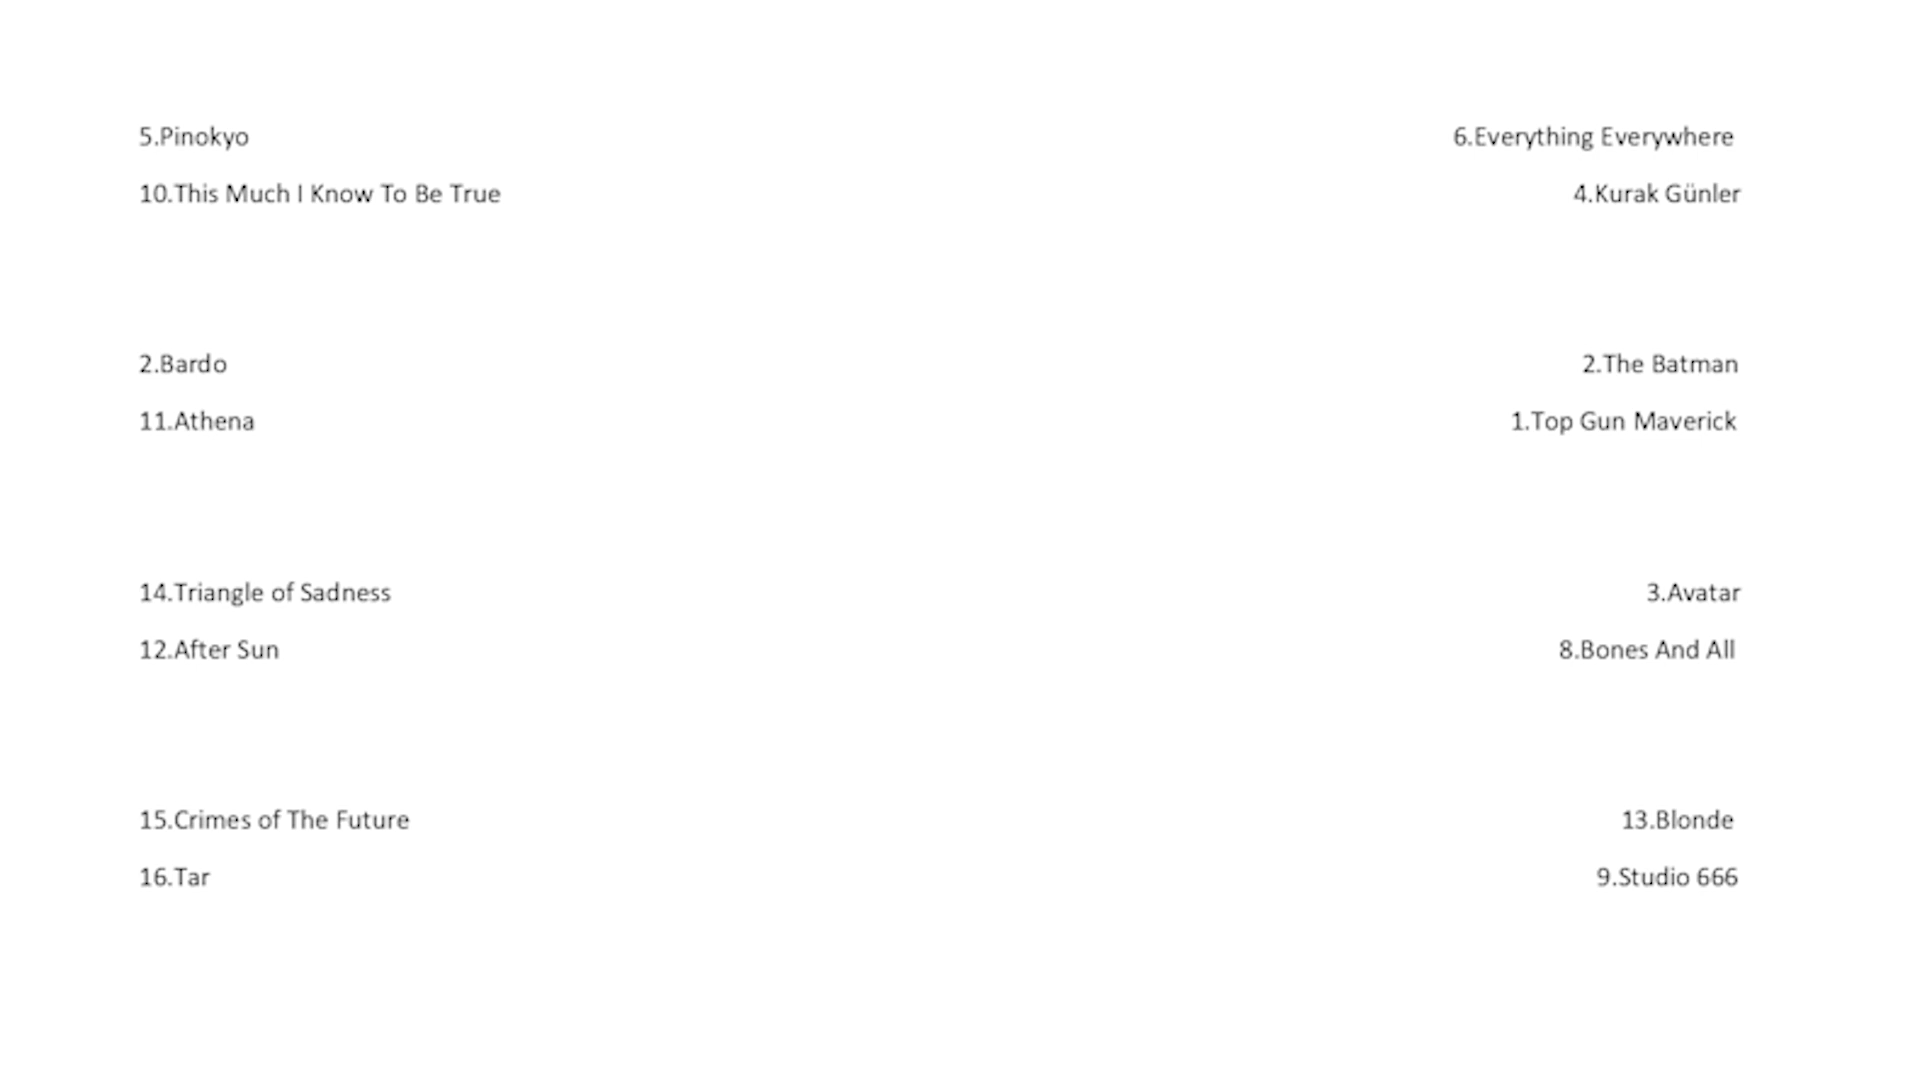 5.Pinokyo
6.Everything Everywhere
10.This Much I Know To Be True
4.Kurak Günler
2.Bardo
2.The Batman
11.Athena
1.Top Gun Maverick
14.Triangle of Sadness
3.Avatar
12.After Sun
8.Bones And All
15.Crimes of The Future
13.Blonde
16.Tar
9.Studio 666